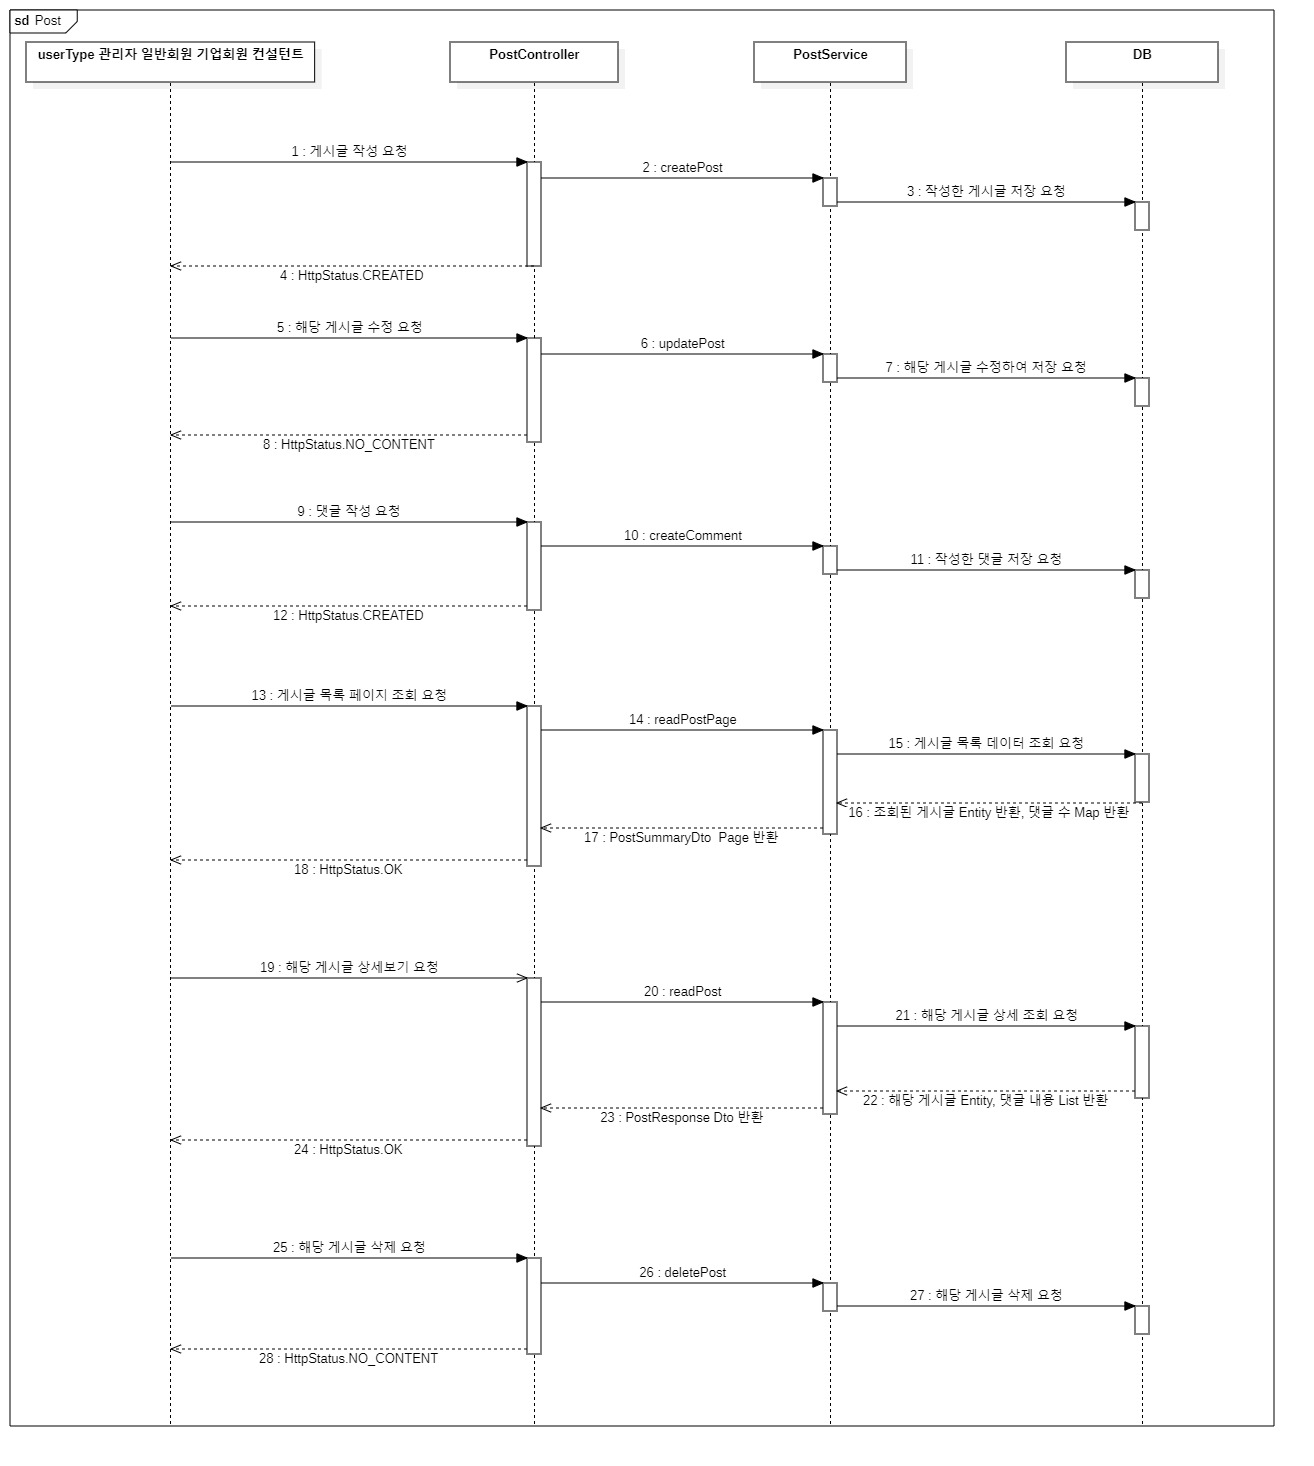 sd Post
userType 관리자 일반회원 기업회원 컨설턴트
PostController
PostService
DB
1 : 게시글 작성 요청
2 : createPost
3 : 작성한 게시글 저장 요청
4 : HttpStatus.CREATED
5 : 해당 게시글 수정 요청
6 : updatePost
7 : 해당 게시글 수정하여 저장 요청
8 : HttpStatus.NO_CONTENT
9 : 댓글 작성 요청
10 : createComment
11 : 작성한 댓글 저장 요청
12 : HttpStatus.CREATED
13 : 게시글 목록 페이지 조회 요청
14 : readPostPage
15 : 게시글 목록 데이터 조회 요청
16 : 조회된 게시글 Entity 반환, 댓글 수 Map 반환
17 : PostSummaryDto  Page 반환
18 : HttpStatus.OK
19 : 해당 게시글 상세보기 요청
20 : readPost
21 : 해당 게시글 상세 조회 요청
22 : 해당 게시글 Entity, 댓글 내용 List 반환
23 : PostResponse Dto 반환
24 : HttpStatus.OK
25 : 해당 게시글 삭제 요청
26 : deletePost
27 : 해당 게시글 삭제 요청
28 : HttpStatus.NO_CONTENT